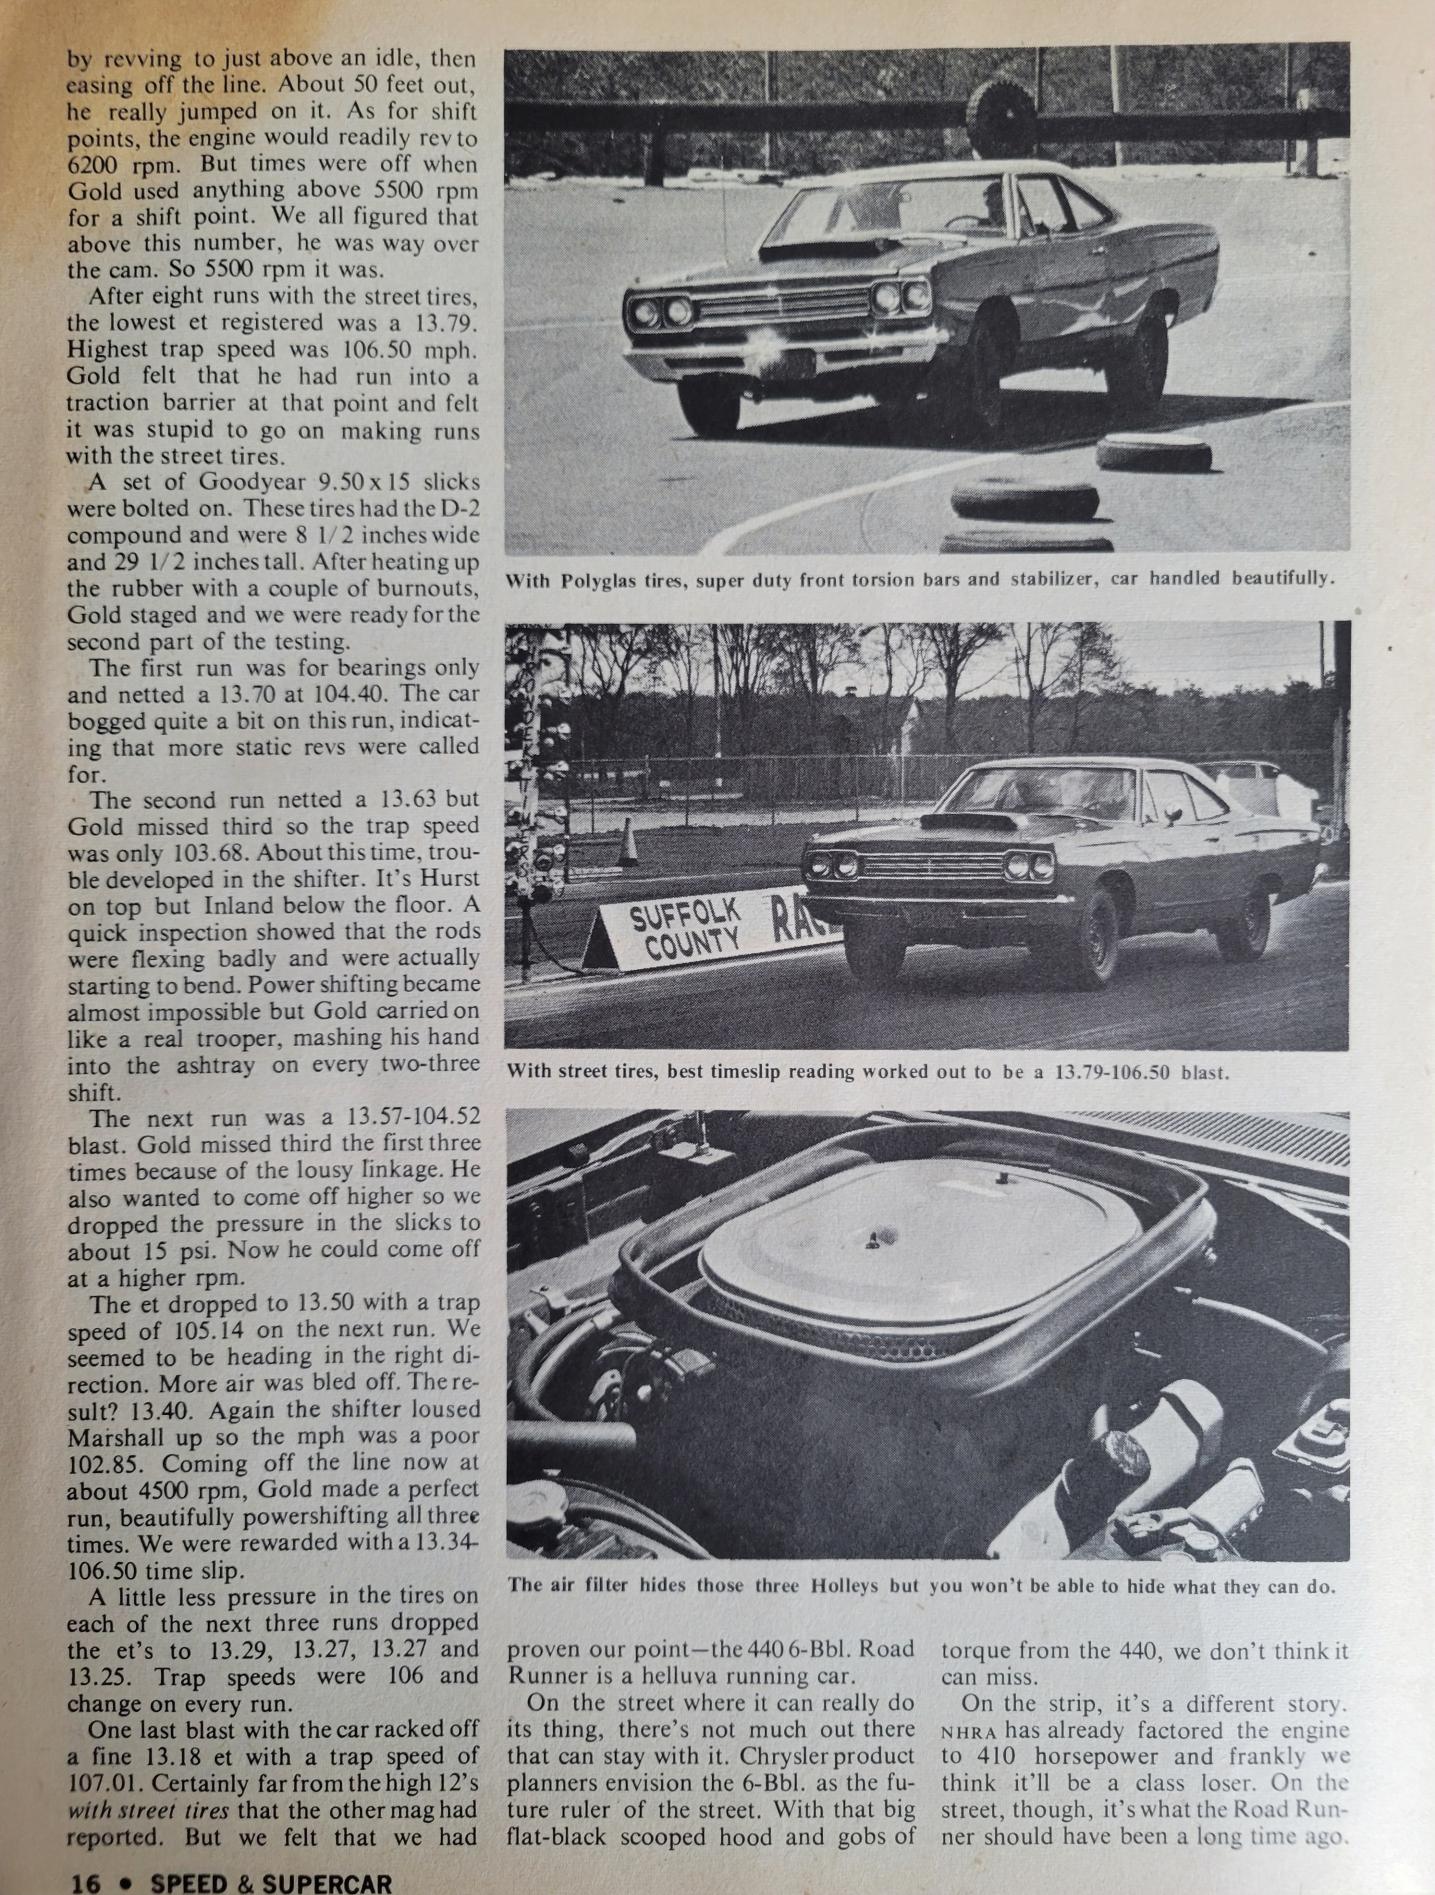 by revving to just above an idle, then
easing off the line. About 50 feet out,
he really jumped on it. As for shift
points, the engine would readily rev to
6200 rpm. But times were off when
Gold used anything above 5500 rpm
for a shift point. We all figured that
above this number, he was way over
the cam. So 5500 rpm it was.
After eight runs with the street tires,
the lowest et registered was a 13.79.
Highest trap speed was 106.50 mph.
Gold felt that he had run into a
traction barrier at that point and felt
it was stupid to go on making runs
with the street tires.
A set of Goodyear 9.50 x 15 slicks
were bolted on. These tires had the D-2
compound and were 8 1/2 inches wide
and 29 1/2 inches tall. After heating up
the rubber with a couple of burnouts,
Gold staged and we were ready for the
second part of the testing.
The first run was for bearings only
and netted a 13.70 at 104.40. The car
bogged quite a bit on this run, indicat-
ing that more static revs were called
for.
The second run netted a 13.63 but
Gold missed third so the trap speed
was only 103.68. About this time, trou-
ble developed in the shifter. It's Hurst
on top but Inland below the floor. A
quick inspection showed that the rods
were flexing badly and were actually
starting to bend. Power shifting became
almost impossible but Gold carried on
like a real trooper, mashing his hand
into the ashtray on every two-three
shift.
The next run was a 13.57-104.52
blast. Gold missed third the first three
times because of the lousy linkage. He
also wanted to come off higher so we
dropped the pressure in the slicks to
about 15 psi. Now he could come off
at a higher rpm.
The et dropped to 13.50 with a trap
speed of 105.14 on the next run. We
seemed to be heading in the right di-
rection. More air was bled off. The re-
sult? 13.40. Again the shifter loused
Marshall up so the mph was a poor
102.85. Coming off the line now at
about 4500 rpm, Gold made a perfect
run, beautifully powershifting all three
times. We were rewarded with a 13.34-
106.50 time slip.
A little less pressure in the tires on
each of the next three runs dropped
the et's to 13.29, 13.27, 13.27 and
13.25. Trap speeds were 106 and
change on every run.
One last blast with the car racked off
a fine 13.18 et with a trap speed of
107.01. Certainly far from the high 12's
with street tires that the other mag had
reported. But we felt that we had
With Polyglas tires, super duty front torsion bars and stabilizer, car handled beautifully.
SUFFOLK
COUNTY
RAC
With street tires, best timeslip reading worked out to be a 13.79-106.50 blast.
The air filter hides those three Holleys but you won't be able to hide what they can do.
proven our point—the 440 6-Bbl. Road
Runner is a helluva running car.
On the street where it can really do
its thing, there's not much out there
that can stay with it. Chrysler product
planners envision the 6-Bbl. as the fu-
ture ruler of the street. With that big
flat-black scooped hood and gobs of
torque from the 440, we don't think it
can miss.
On the strip, it's a different story.
NHRA has already factored the engine
to 410 horsepower and frankly we
think it'll be a class loser. On the
street, though, it's what the Road Run-
ner should have been a long time ago.
16 • SPEED & SUPERCAR